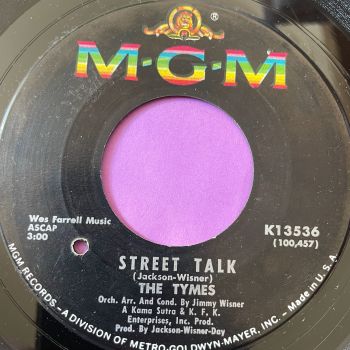 M-G-M
Wes Farrell Music
ASCAP
3:00
K13536
(100,457)
STREET TALK
(Jackson-Wisner)
THE TYMES
Orch. Arr. And Cond. By Jimmy Wisner
A Kama Sutra & K. F. K.
Enterprises, Inc. Prod.
Prod. By Jackson-Wisner-Day
MGM RECORDS - A DIVISION OF METRO-GOLDWYN-MAYER, INC. - Made in U.S.A.